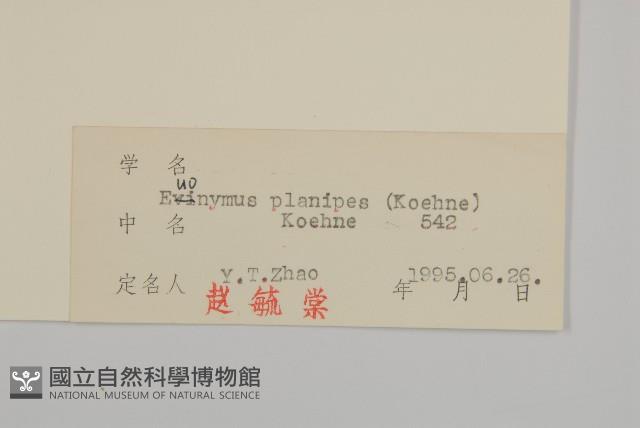 学 名
uo
Evinymus planipes (Koehne)
中 名 Koehne 542
定名人 Y.T.Zhao 1995.06.26.
年 月 日
赵毓棠
國立自然科學博物館
NATIONAL MUSEUM OF NATURAL SCIENCE